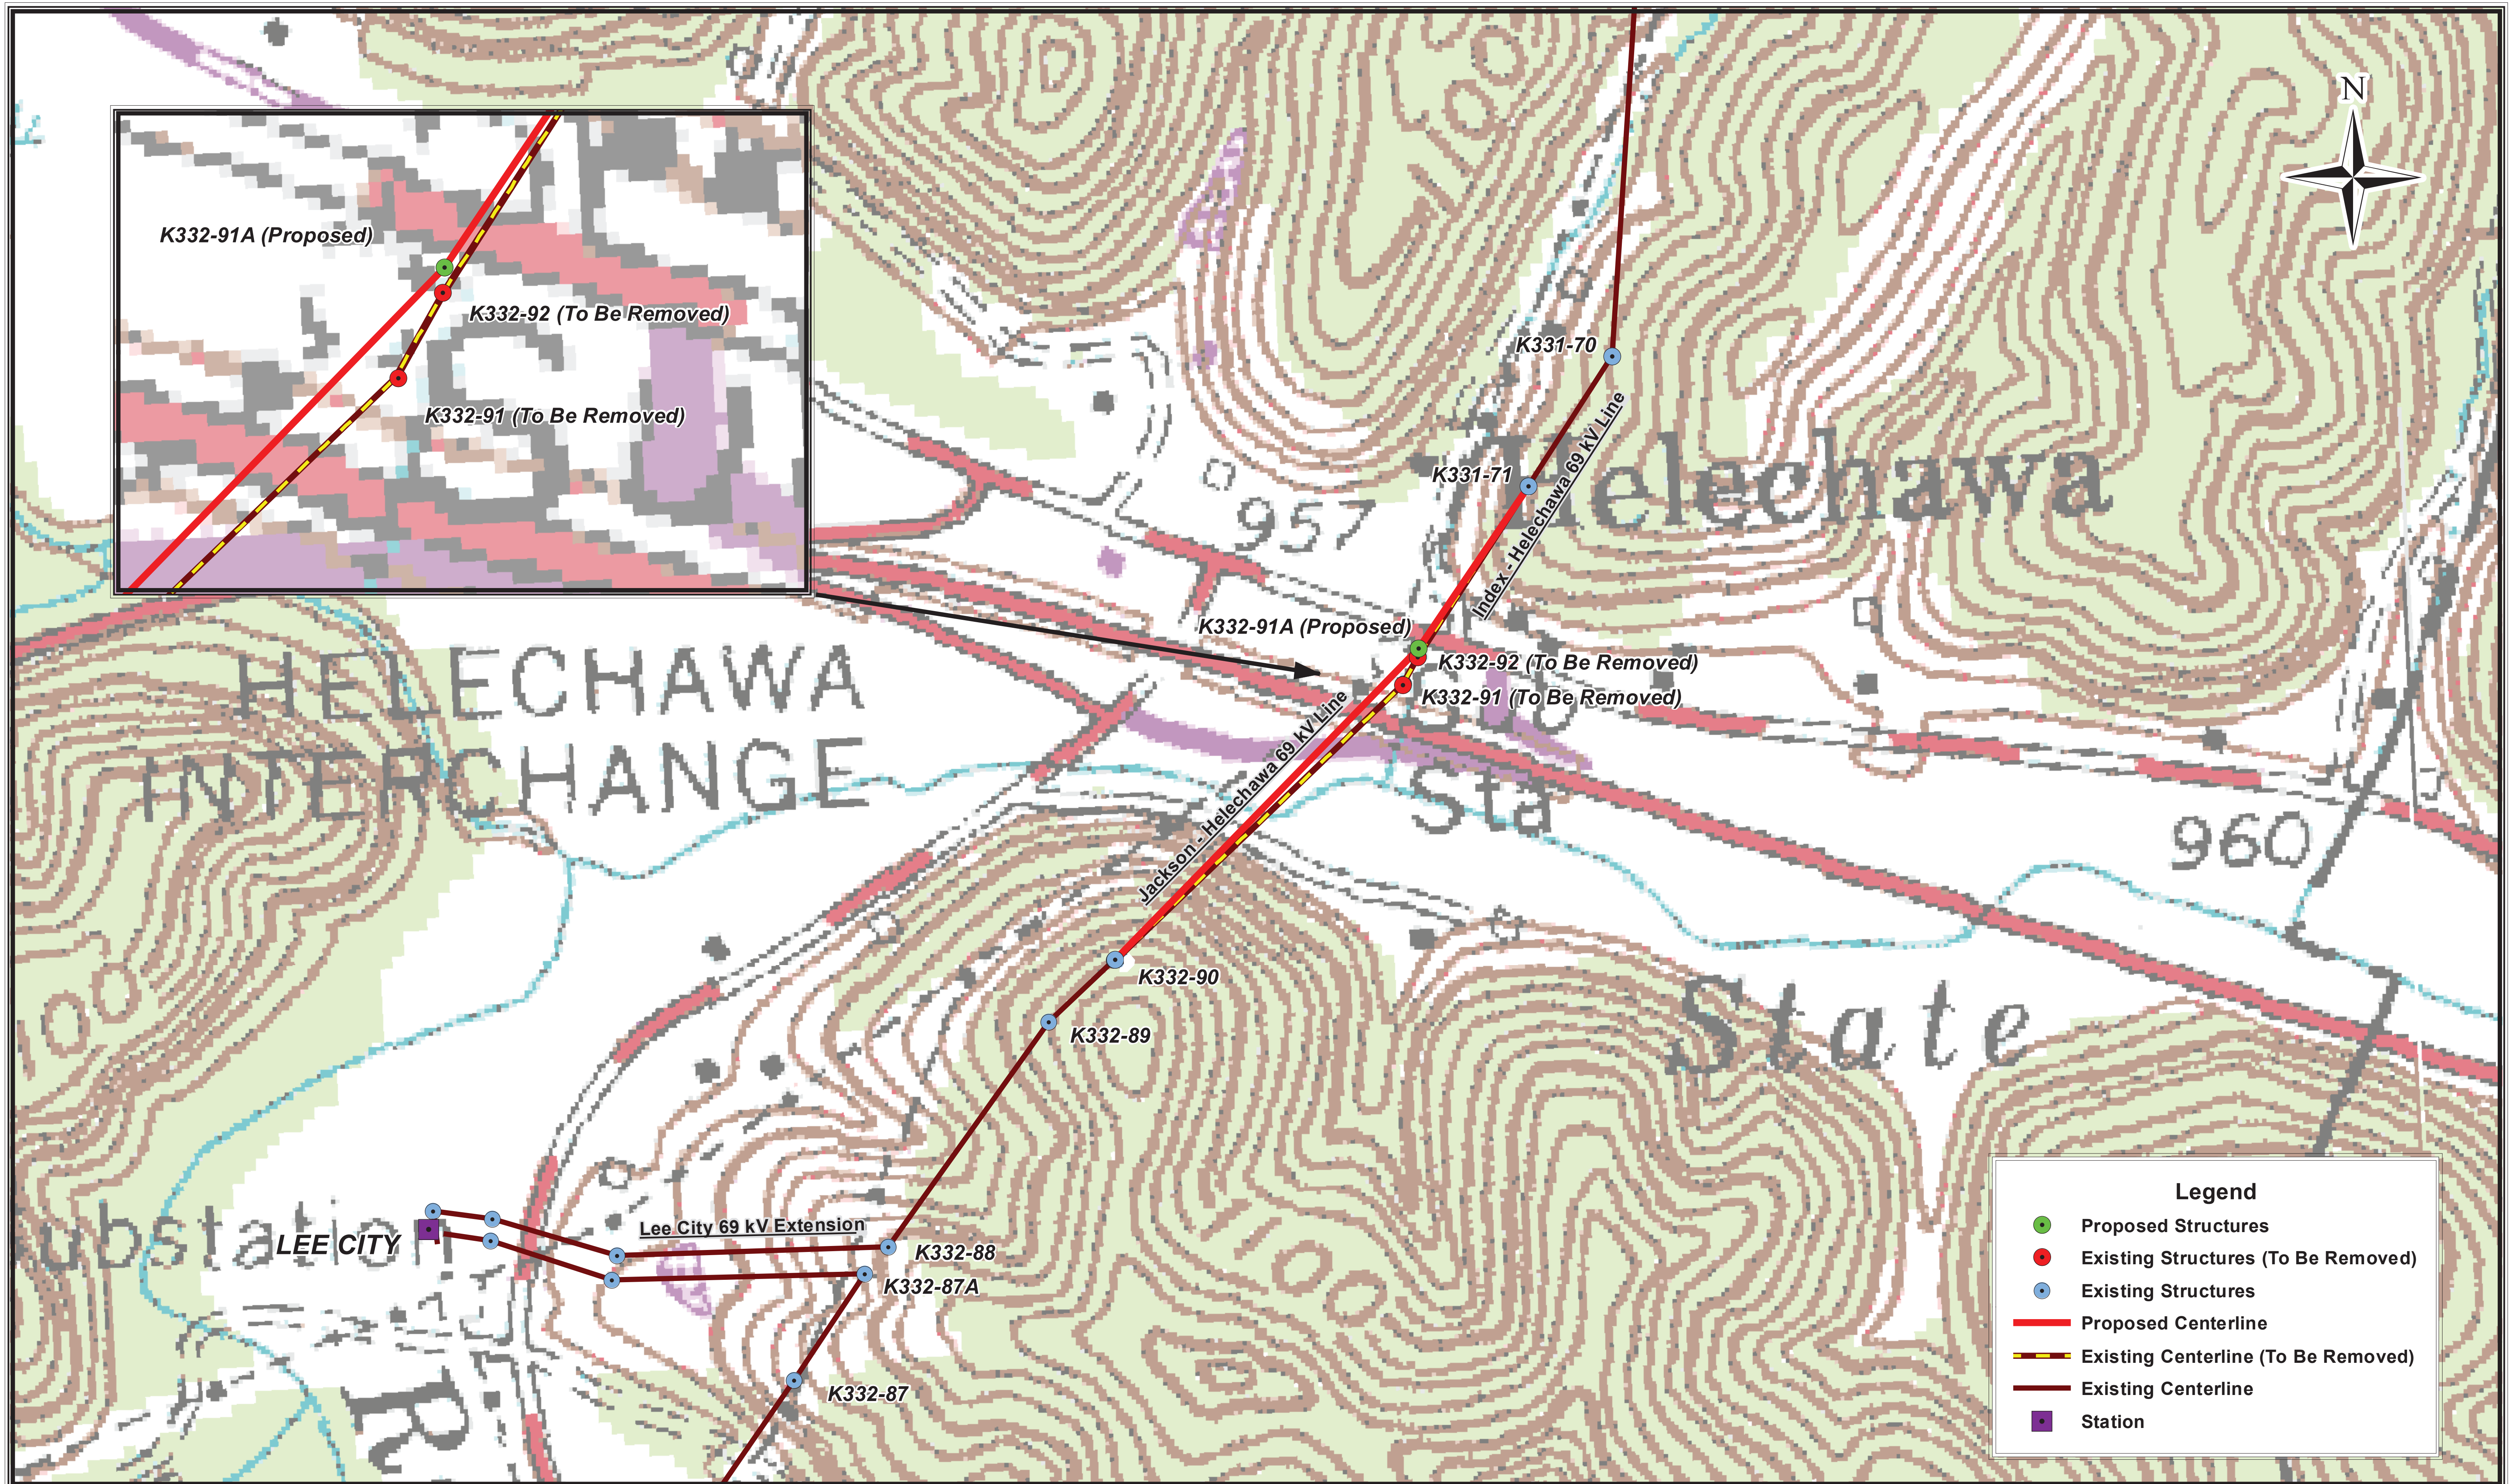 N
K332-91A (Proposed)
K332-92 (To Be Removed)
K332-91 (To Be Removed)
K331-70
K331-71
Index - Helechawa 69 kV Line
Helechawa
957
K332-91A (Proposed)
K332-92 (To Be Removed)
K332-91 (To Be Removed)
HELECHAWA
INTERCHANGE
Jackson - Helechawa 69 kV Line
Sta
960
K332-90
K332-89
State
Lee City 69 kV Extension
ubstation
LEE CITY
K332-88
K332-87A
K332-87
Legend
Proposed Structures
Existing Structures (To Be Removed)
Existing Structures
Proposed Centerline
Existing Centerline (To Be Removed)
Existing Centerline
Station